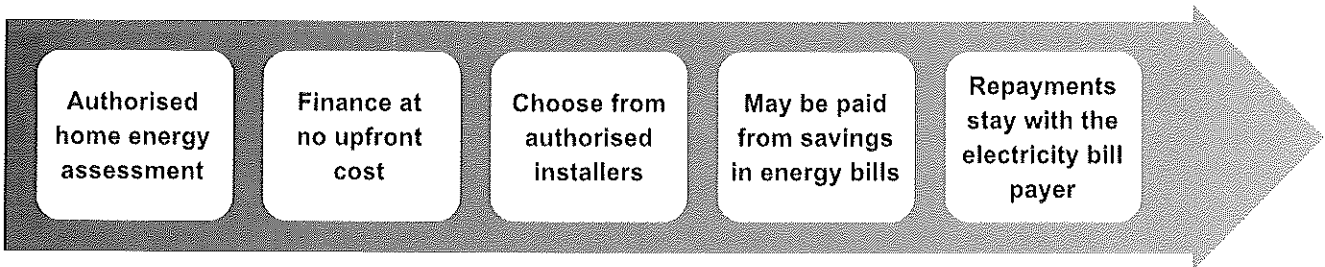 Authorised
home energy
assessment
Finance at
no upfront
cost
Choose from
authorised
installers
May be paid
from savings
in energy bills
Repayments
stay with the
electricity bill
payer